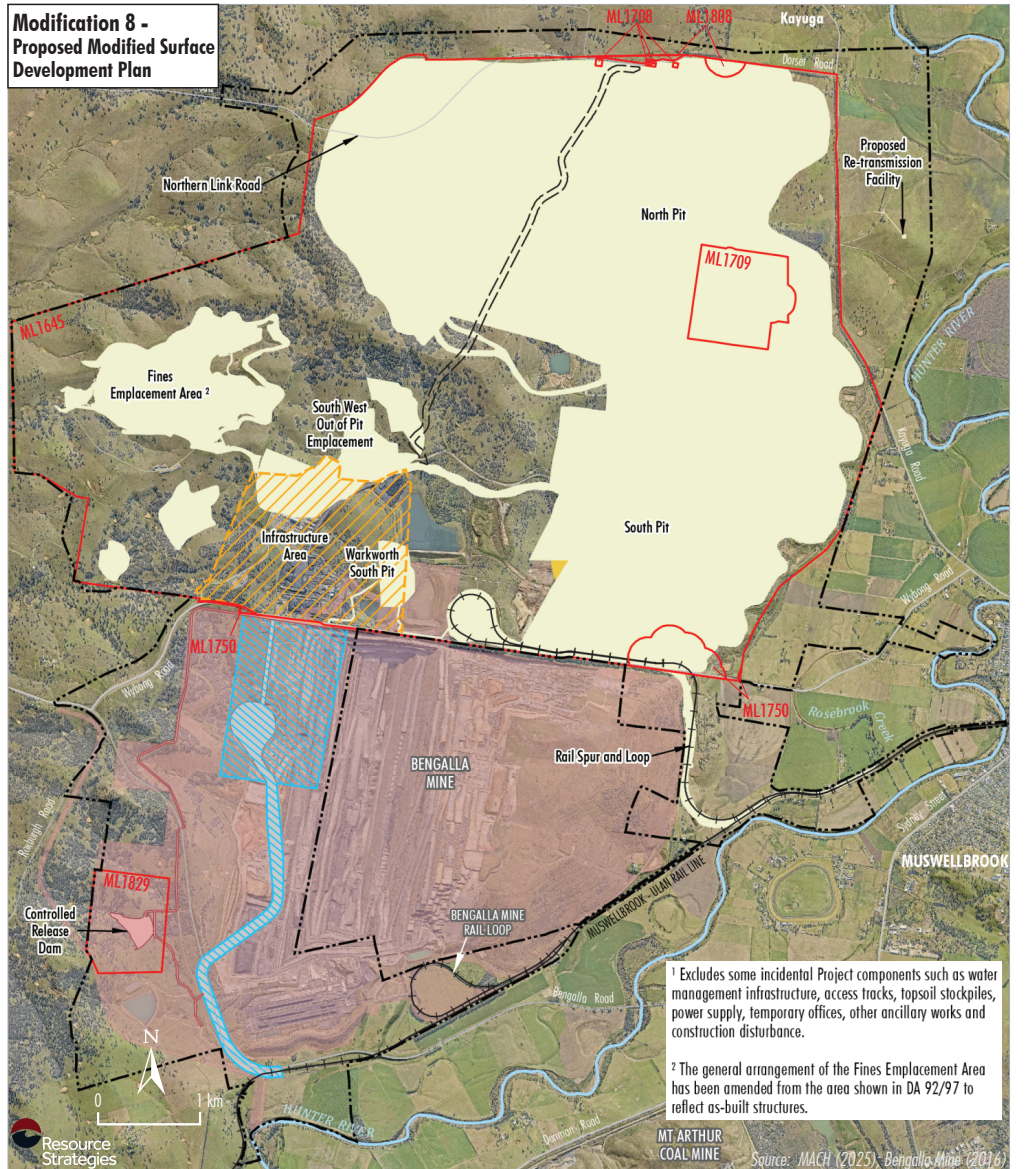 Modification 8 -
Proposed Modified Surface
Development Plan
ML1708
ML1808
Kayuga
Dorset Road
Road
Northern Link Road
Proposed
Re-transmission
Facility
North Pit
ML1709
ML1645
HUNTER RIVER
Fines
Emplacement Area ²
South West
Out of Pit
Emplacement
Kayuga Road
South Pit
Infrastructure
Area
Warkworth
South Pit
Wybong Road
ML1750
Wybong Road
ML1750
Rosebrook Creek
BENGALLA
MINE
Rail Spur and Loop
Sydney Street
MUSWELLBROOK
MUSWELLBROOK - ULAN RAIL LINE
ML1829
Controlled
Release
Dam
BENGALLA MINE
RAIL LOOP
Bengalla Road
¹ Excludes some incidental Project components such as water
management infrastructure, access tracks, topsoil stockpiles,
power supply, temporary offices, other ancillary works and
construction disturbance.
² The general arrangement of the Fines Emplacement Area
has been amended from the area shown in DA 92/97 to
reflect as-built structures.
N
0 1 km
HUNTER RIVER
Denman Road
MT ARTHUR
COAL MINE
Resource
Strategies
Source: MACH (2025); Bengalla Mine (2016)